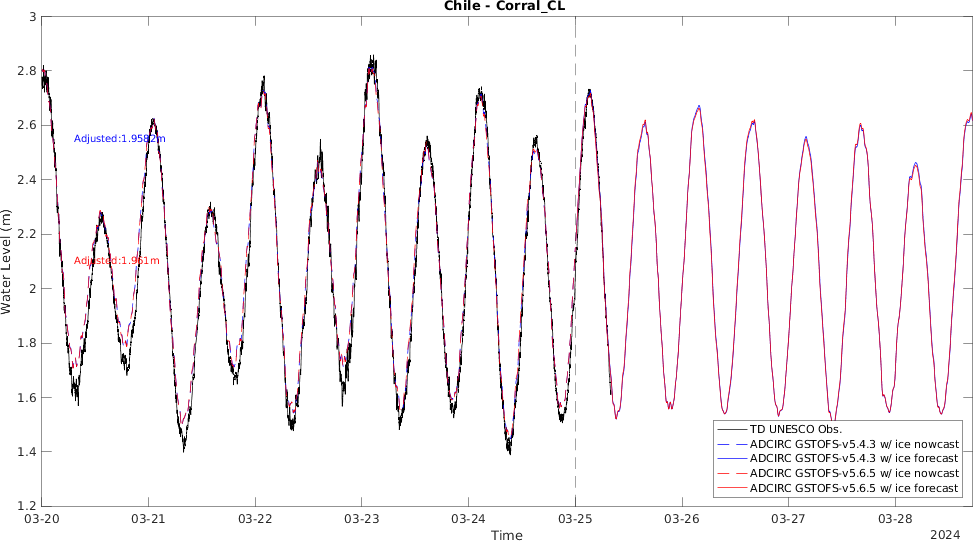 Chile - Corral_CL
3
2.8
2.6
2.4
2.2
2
1.8
1.6
1.4
1.2
Water Level (m)
Adjusted:1.9582m
Adjusted:1.961m
TD UNESCO Obs.
ADCIRC GSTOFS-v5.4.3 w/ ice nowcast
ADCIRC GSTOFS-v5.4.3 w/ ice forecast
ADCIRC GSTOFS-v5.6.5 w/ ice nowcast
ADCIRC GSTOFS-v5.6.5 w/ ice forecast
03-20 03-21 03-22 03-23 03-24 03-25 03-26 03-27 03-28
Time
2024